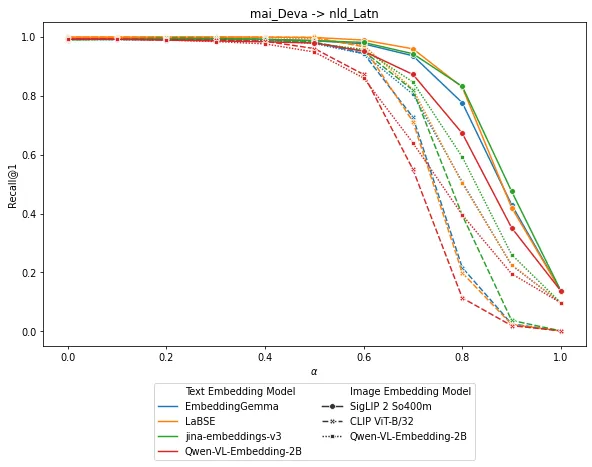 mai_Deva -> nld_Latn
Recall@1
1.0
0.8
0.6
0.4
0.2
0.0
0.0 0.2 0.4 0.6 0.8 1.0
α
Text Embedding Model
EmbeddingGemma
LaBSE
jina-embeddings-v3
Qwen-VL-Embedding-2B
Image Embedding Model
SigLIP 2 So400m
CLIP ViT-B/32
Qwen-VL-Embedding-2B